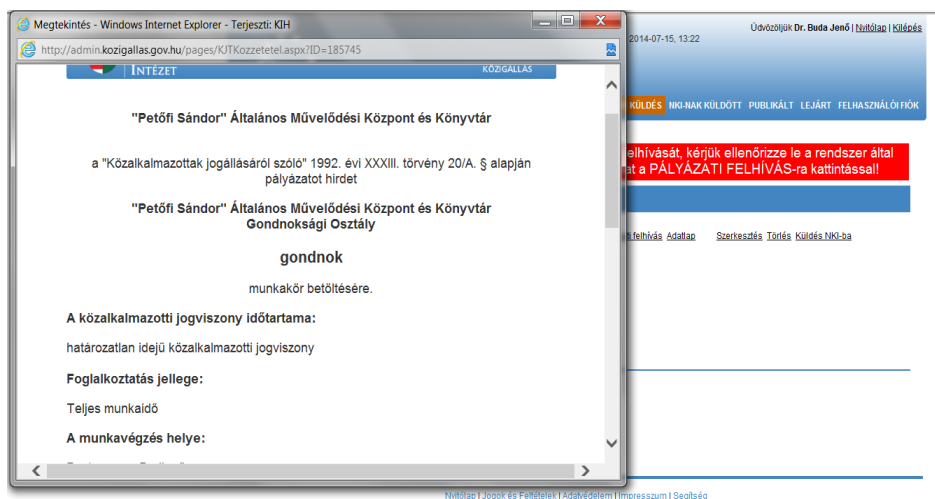 Megtekintés - Windows Internet Explorer - Terjeszti: KIH
http://admin.kozigallas.gov.hu/pages/KJTKozzetetel.aspx?ID=185745
INTÉZET
KÖZIGÁLLÁS
"Petőfi Sándor" Általános Művelődési Központ és Könyvtár
a "Közalkalmazottak jogállásáról szóló" 1992. évi XXXIII. törvény 20/A. § alapján
pályázatot hirdet
"Petőfi Sándor" Általános Művelődési Központ és Könyvtár
Gondnoksági Osztály
gondnok
munkakör betöltésére.
A közalkalmazotti jogviszony időtartama:
határozatlan idejű közalkalmazotti jogviszony
Foglalkoztatás jellege:
Teljes munkaidő
A munkavégzés helye:
2014-07-15, 13:22
Üdvözöljük Dr. Buda Jenő | Nyitólap | Kilépés
KÜLDÉS NKI-NAK KÜLDÖTT PUBLIKÁLT LEJÁRT FELHASZNÁLÓI FIÓK
elhívását, kérjük ellenőrizze le a rendszer által
át a PÁLYÁZATI FELHÍVÁS-ra kattintással!
felhívás Adatlap Szerkesztés Törlés Küldés NKI-ba
Nyitólap | Jogok és Feltételek | Adatvédelem | Impresszum | Segítség